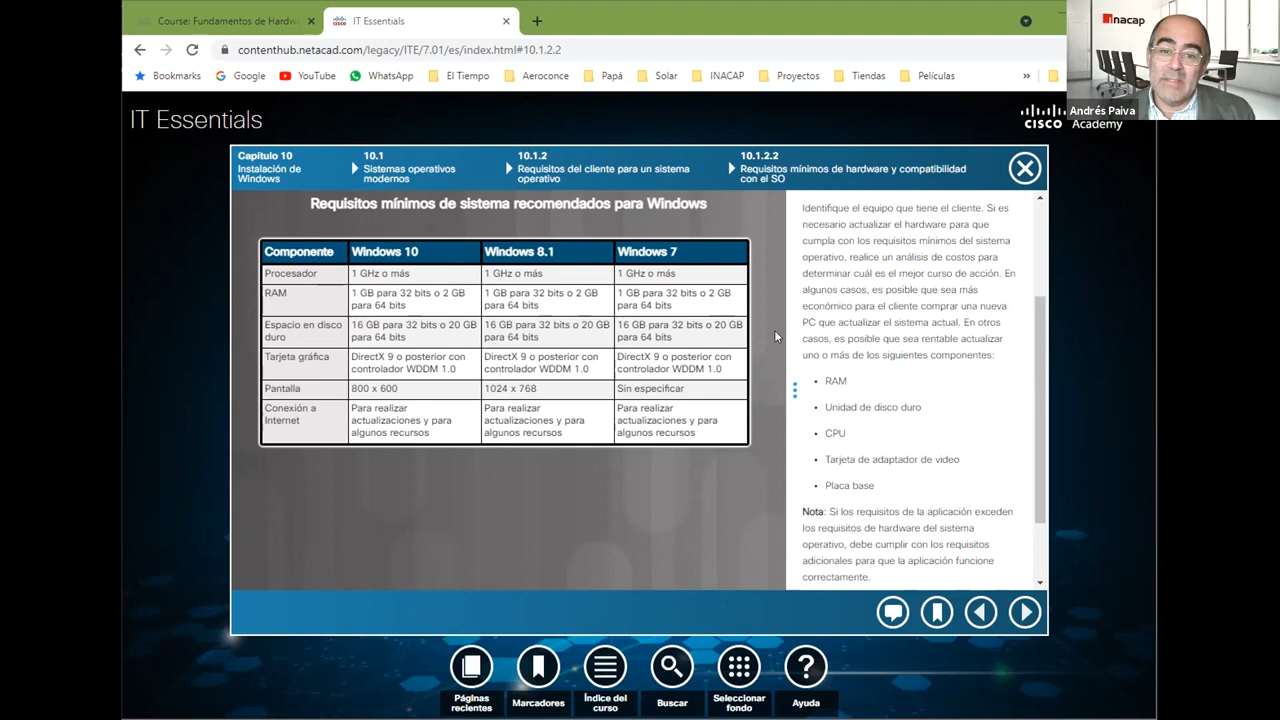 Course: Fundamentos de Hardw
IT Essentials
contenthub.netacad.com/legacy/ITE/7.01/es/index.html#10.1.2.2
Bookmarks
Google
YouTube
WhatsApp
El Tiempo
Aeroconce
Papá
Solar
INACAP
Proyectos
Tiendas
Películas
»
inacap
Andrés Paiva
IT Essentials
CISCO Academy
Capítulo 10
Instalación de
Windows
10.1
Sistemas operativos
modernos
10.1.2
Requisitos del cliente para un sistema
operativo
10.1.2.2
Requisitos mínimos de hardware y compatibilidad
con el SO
Requisitos mínimos de sistema recomendados para Windows
Componente Windows 10 Windows 8.1 Windows 7
Procesador 1 GHz o más 1 GHz o más 1 GHz o más
RAM 1 GB para 32 bits o 2 GB 1 GB para 32 bits o 2 GB 1 GB para 32 bits o 2 GB
para 64 bits para 64 bits para 64 bits
Espacio en disco 16 GB para 32 bits o 20 GB 16 GB para 32 bits o 20 GB 16 GB para 32 bits o 20 GB
duro para 64 bits para 64 bits para 64 bits
Tarjeta gráfica DirectX 9 o posterior con DirectX 9 o posterior con DirectX 9 o posterior con
controlador WDDM 1.0 controlador WDDM 1.0 controlador WDDM 1.0
Pantalla 800 x 600 1024 x 768 Sin especificar
Conexión a Para realizar Para realizar Para realizar
Internet actualizaciones y para actualizaciones y para actualizaciones y para
algunos recursos algunos recursos algunos recursos
Identifique el equipo que tiene el cliente. Si es
necesario actualizar el hardware para que
cumpla con los requisitos mínimos del sistema
operativo, realice un análisis de costos para
determinar cuál es el mejor curso de acción. En
algunos casos, es posible que sea más
económico para el cliente comprar una nueva
PC que actualizar el sistema actual. En otros
casos, es posible que sea rentable actualizar
uno o más de los siguientes componentes:
• RAM
• Unidad de disco duro
• CPU
• Tarjeta de adaptador de video
• Placa base
Nota: Si los requisitos de la aplicación exceden
los requisitos de hardware del sistema
operativo, debe cumplir con los requisitos
adicionales para que la aplicación funcione
correctamente.
Páginas
recientes
Marcadores
Índice del
curso
Buscar
Seleccionar
fondo
?
Ayuda